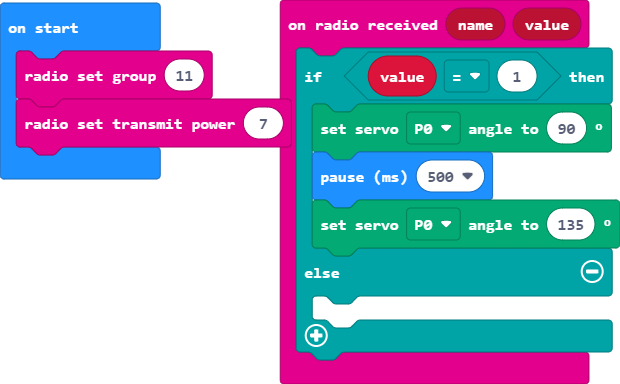 on start
radio set group 11
radio set transmit power 7
on radio received name value
if value = 1 then
set servo P0 angle to 90 °
pause (ms) 500
set servo P0 angle to 135 °
else